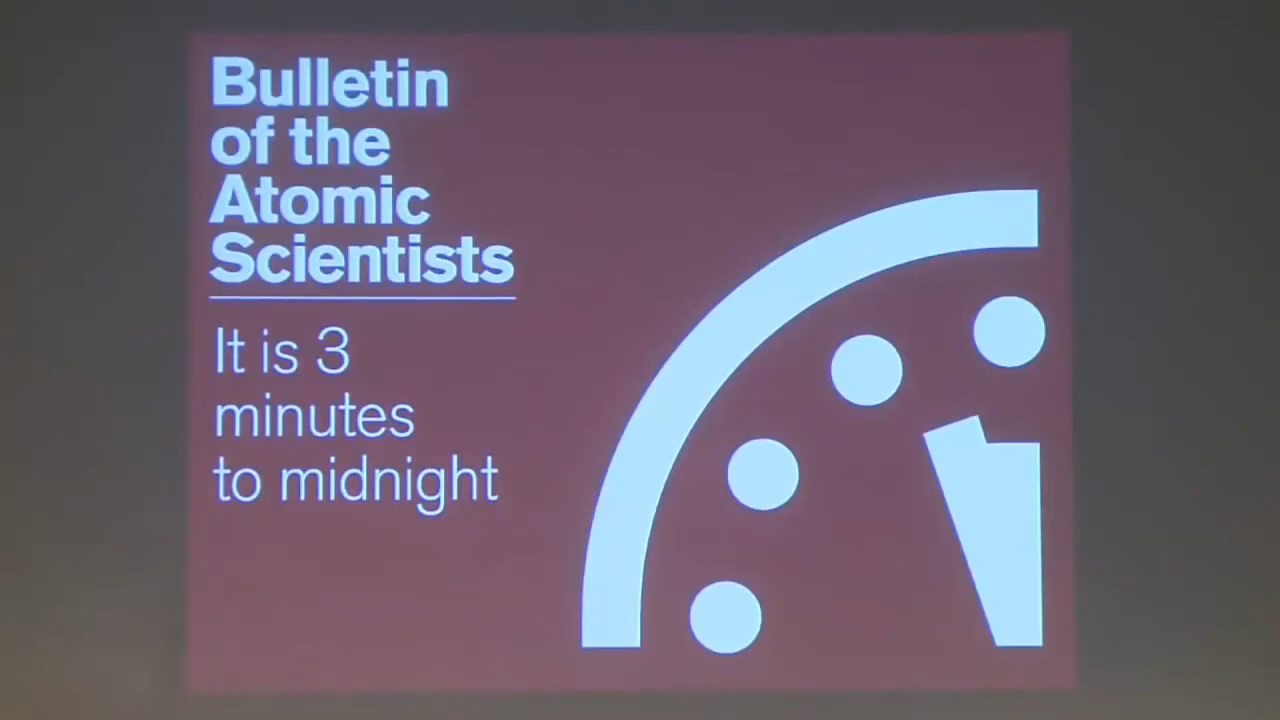 Bulletin
of the
Atomic
Scientists
It is 3
minutes
to midnight